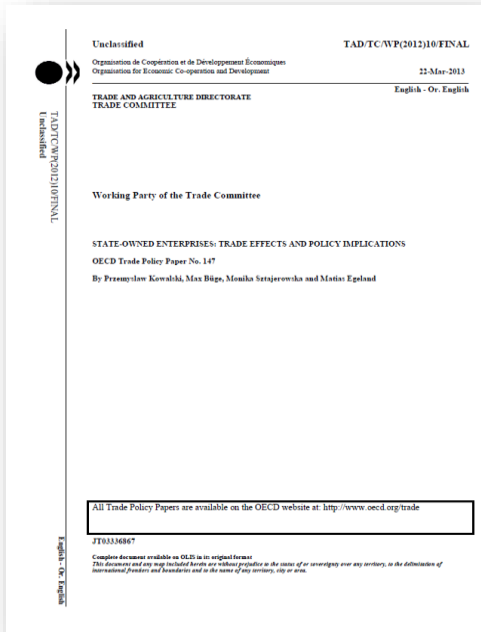 Unclassified TAD/TC/WP(2012)10/FINAL
Organisation de Coopération et de Développement Économiques
Organisation for Economic Co-operation and Development 22-Mar-2013
English - Or. English
TRADE AND AGRICULTURE DIRECTORATE
TRADE COMMITTEE
TAD/TC/WP(2012)10/FINAL
Unclassified
Working Party of the Trade Committee
STATE-OWNED ENTERPRISES: TRADE EFFECTS AND POLICY IMPLICATIONS
OECD Trade Policy Paper No. 147
By Przemyslaw Kowalski, Max Büge, Monika Sztajerowska and Matias Egeland
All Trade Policy Papers are available on the OECD website at: http://www.oecd.org/trade
JT03336867
Complete document available on OLIS in its original format
This document and any map included herein are without prejudice to the status of or sovereignty over any territory, to the delimitation of
international frontiers and boundaries and to the name of any territory, city or area.
English - Or. English